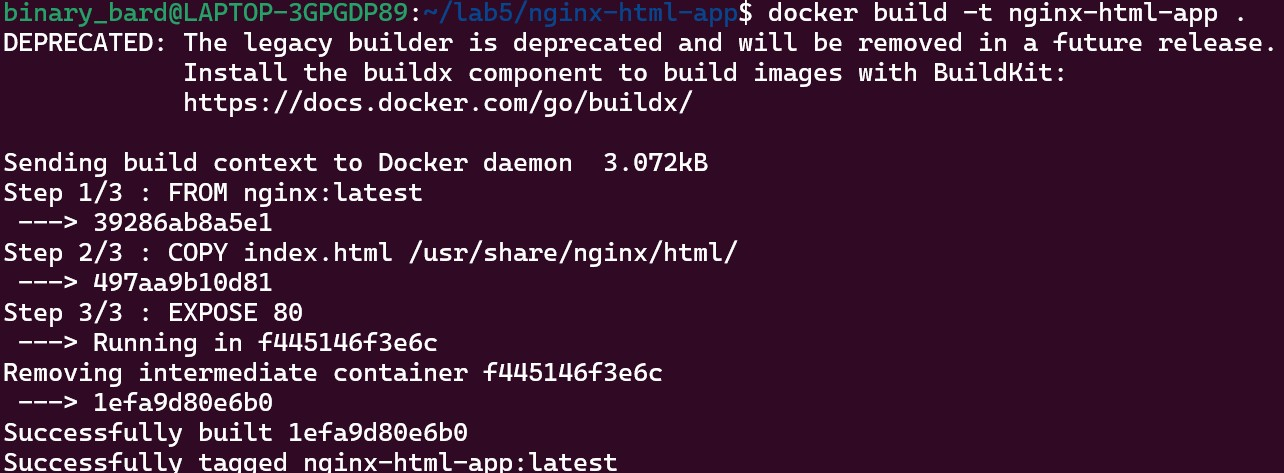 binary_bard@LAPTOP-3GPGDP89:~/lab5/nginx-html-app$ docker build -t nginx-html-app .
DEPRECATED: The legacy builder is deprecated and will be removed in a future release.
            Install the buildx component to build images with BuildKit:
            https://docs.docker.com/go/buildx/

Sending build context to Docker daemon  3.072kB
Step 1/3 : FROM nginx:latest
 ---> 39286ab8a5e1
Step 2/3 : COPY index.html /usr/share/nginx/html/
 ---> 497aa9b10d81
Step 3/3 : EXPOSE 80
 ---> Running in f445146f3e6c
Removing intermediate container f445146f3e6c
 ---> 1efa9d80e6b0
Successfully built 1efa9d80e6b0
Successfully tagged nginx-html-app:latest